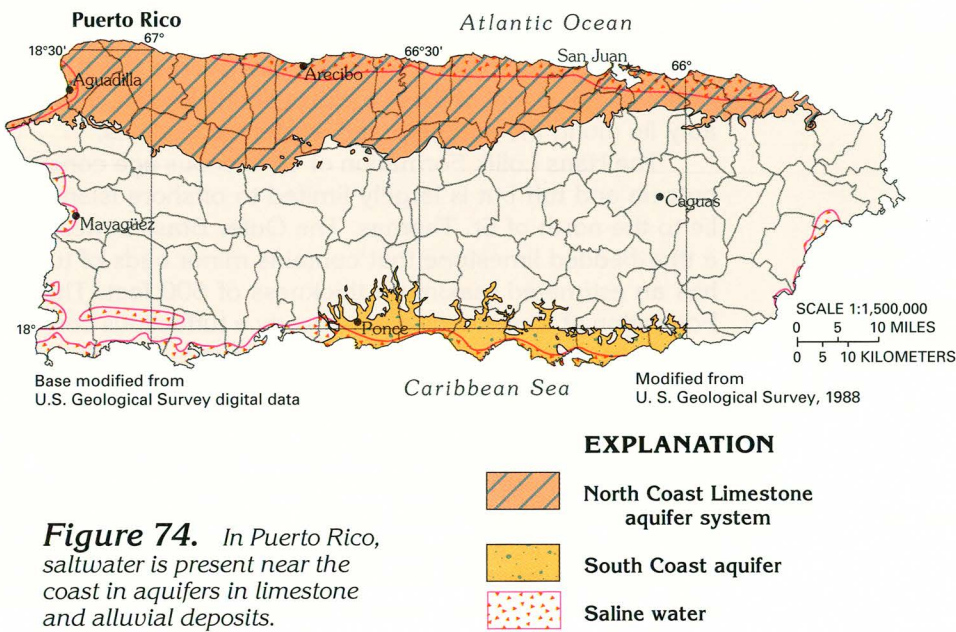 Puerto Rico
Atlantic Ocean
67°
18°30'
66°30'
San Juan
66°
Arecibo
Aguadilla
Caguas
Mayagüez
SCALE 1:1,500,000
0 5 10 MILES
0 5 10 KILOMETERS
18°
Ponce
Base modified from
U.S. Geological Survey digital data
Caribbean Sea
Modified from
U. S. Geological Survey, 1988
EXPLANATION
North Coast Limestone
aquifer system
South Coast aquifer
Saline water
Figure 74. In Puerto Rico,
saltwater is present near the
coast in aquifers in limestone
and alluvial deposits.